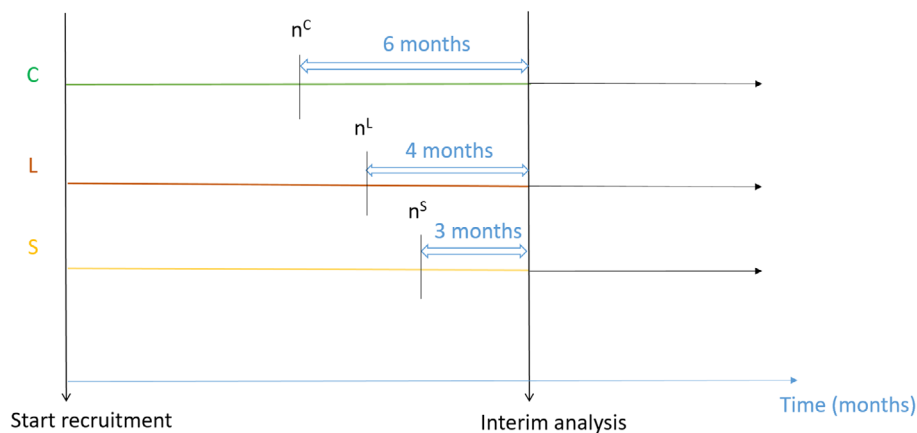 n^C
6 months
C
n^L
4 months
L
n^S
3 months
S
Time (months)
Start recruitment
Interim analysis